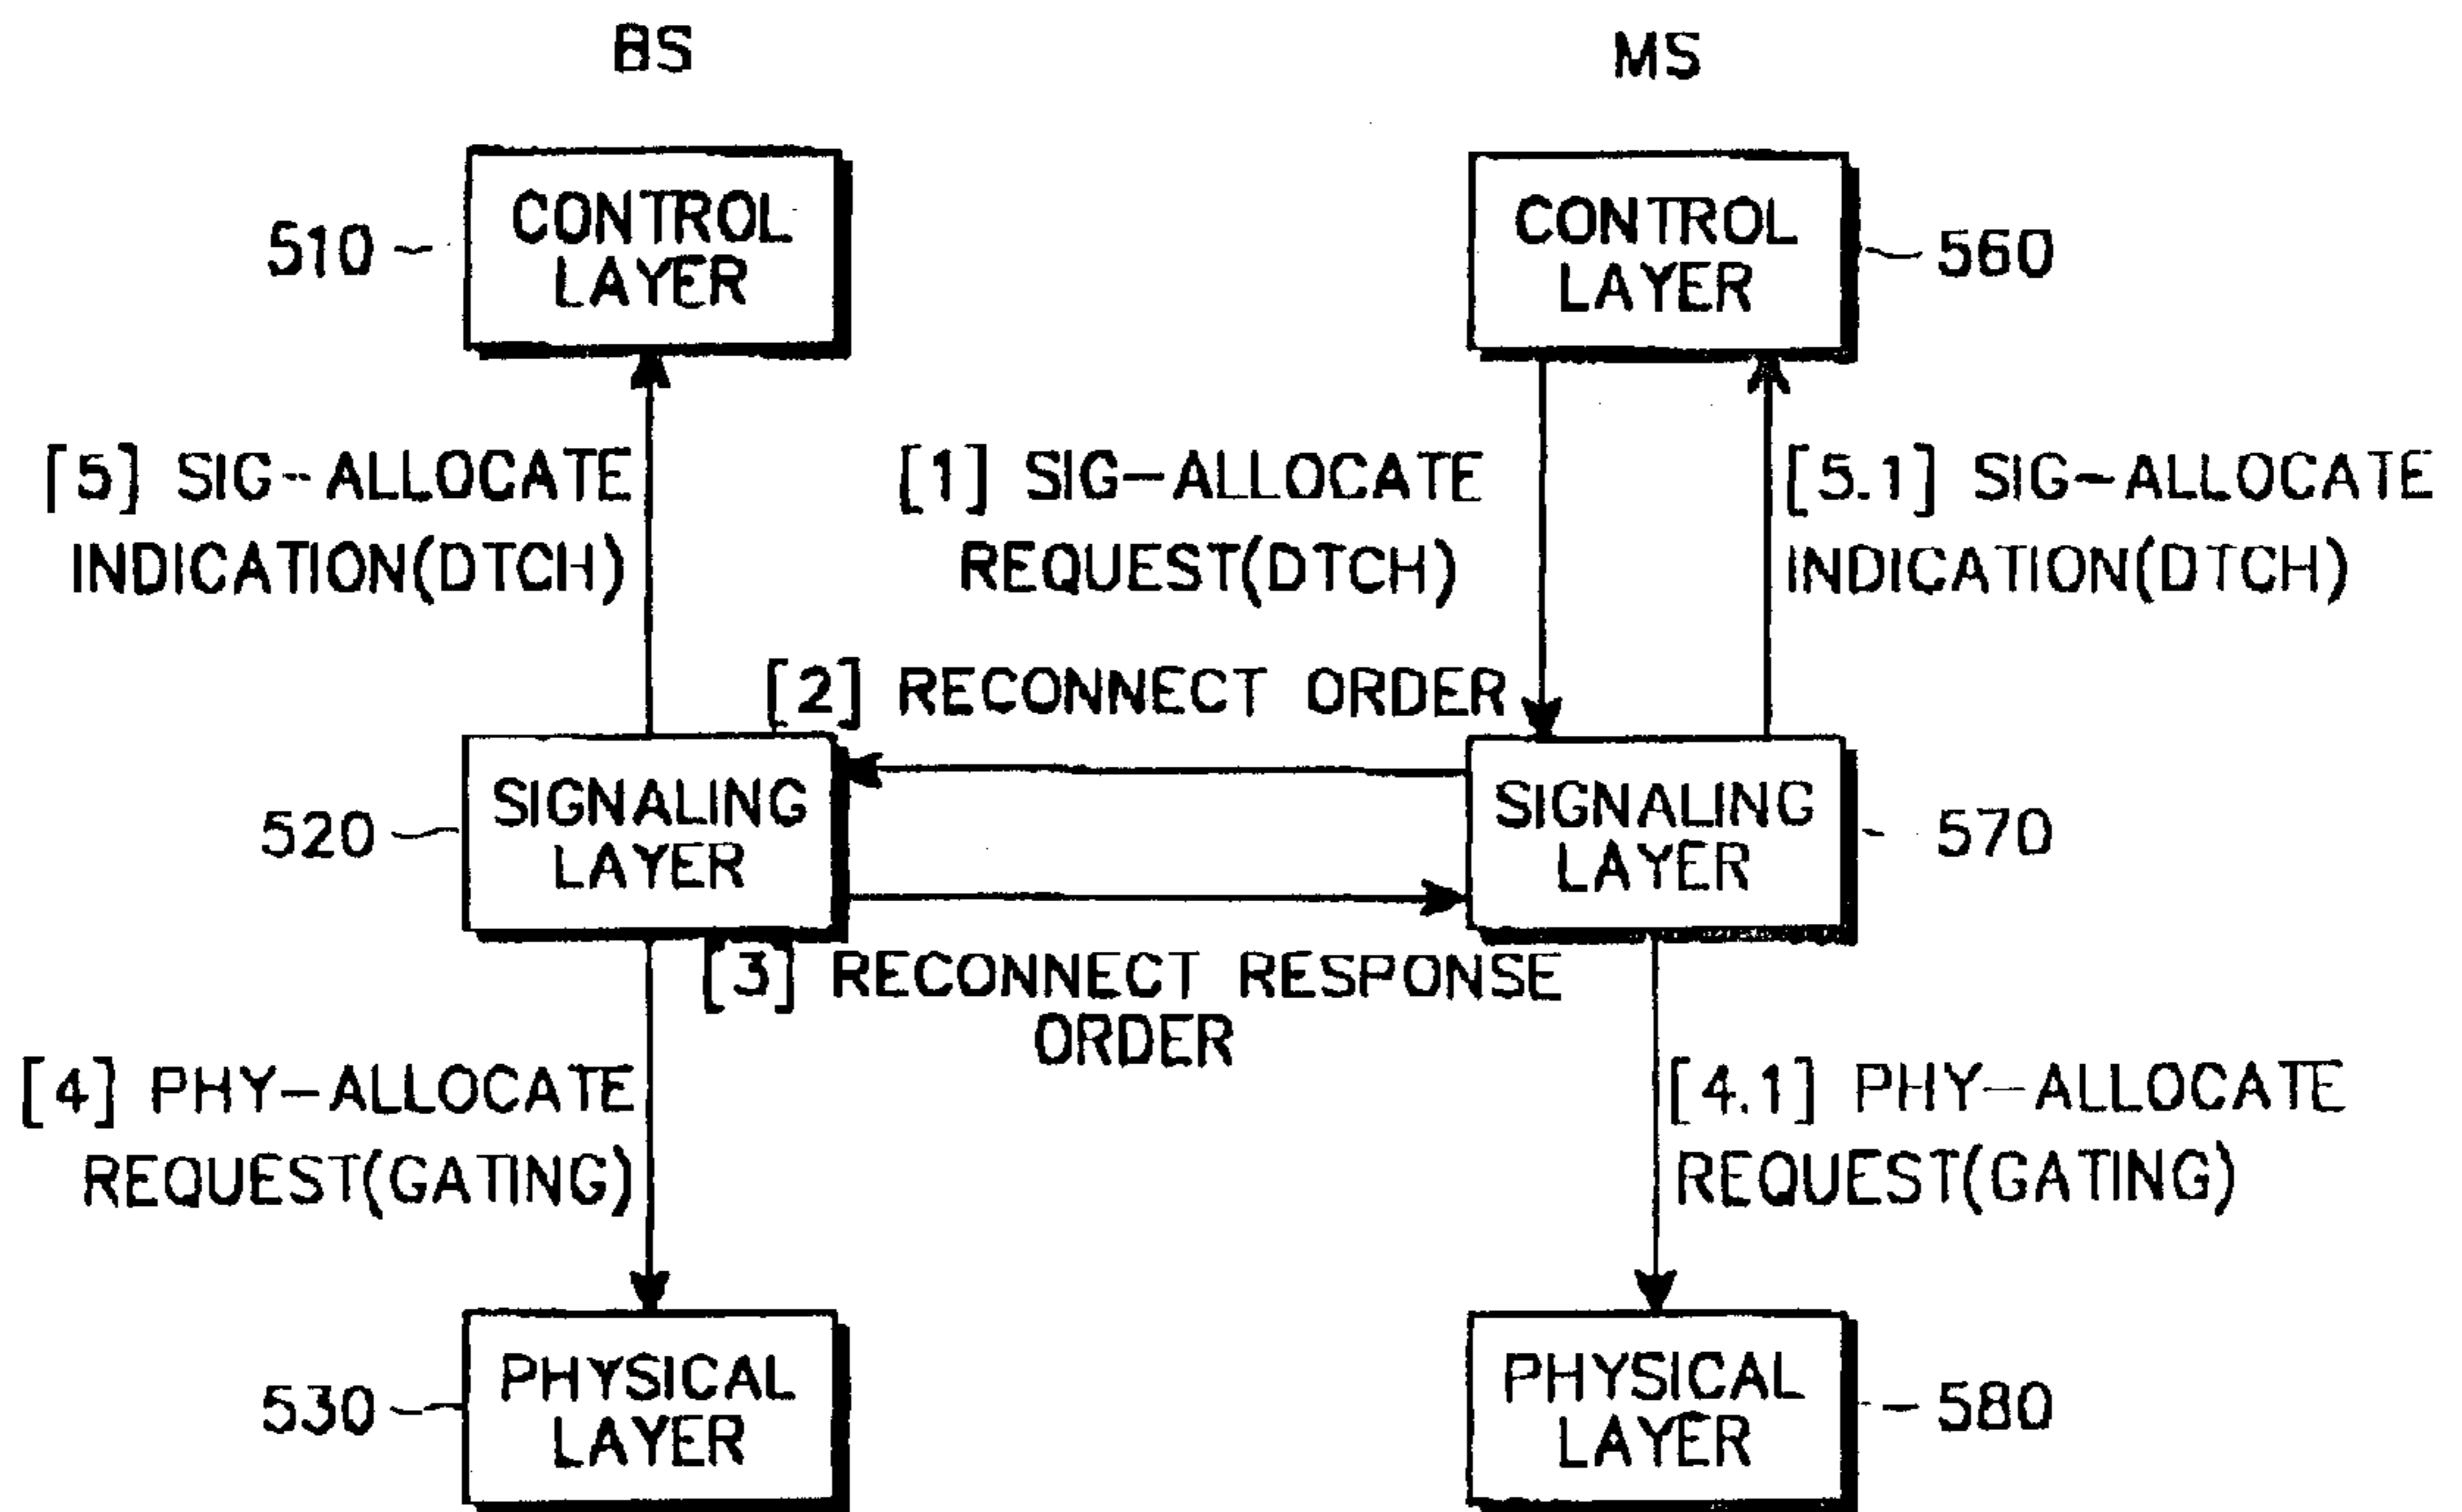 BS
MS
CONTROL
LAYER
510
CONTROL
LAYER
560
[5] SIG-ALLOCATE
INDICATION(DTCH)
[1] SIG-ALLOCATE
REQUEST(DTCH)
[5.1] SIG-ALLOCATE
INDICATION(DTCH)
[2] RECONNECT ORDER
SIGNALING
LAYER
520
SIGNALING
LAYER
570
[3] RECONNECT RESPONSE
ORDER
[4] PHY-ALLOCATE
REQUEST(GATING)
[4.1] PHY-ALLOCATE
REQUEST(GATING)
PHYSICAL
LAYER
530
PHYSICAL
LAYER
580